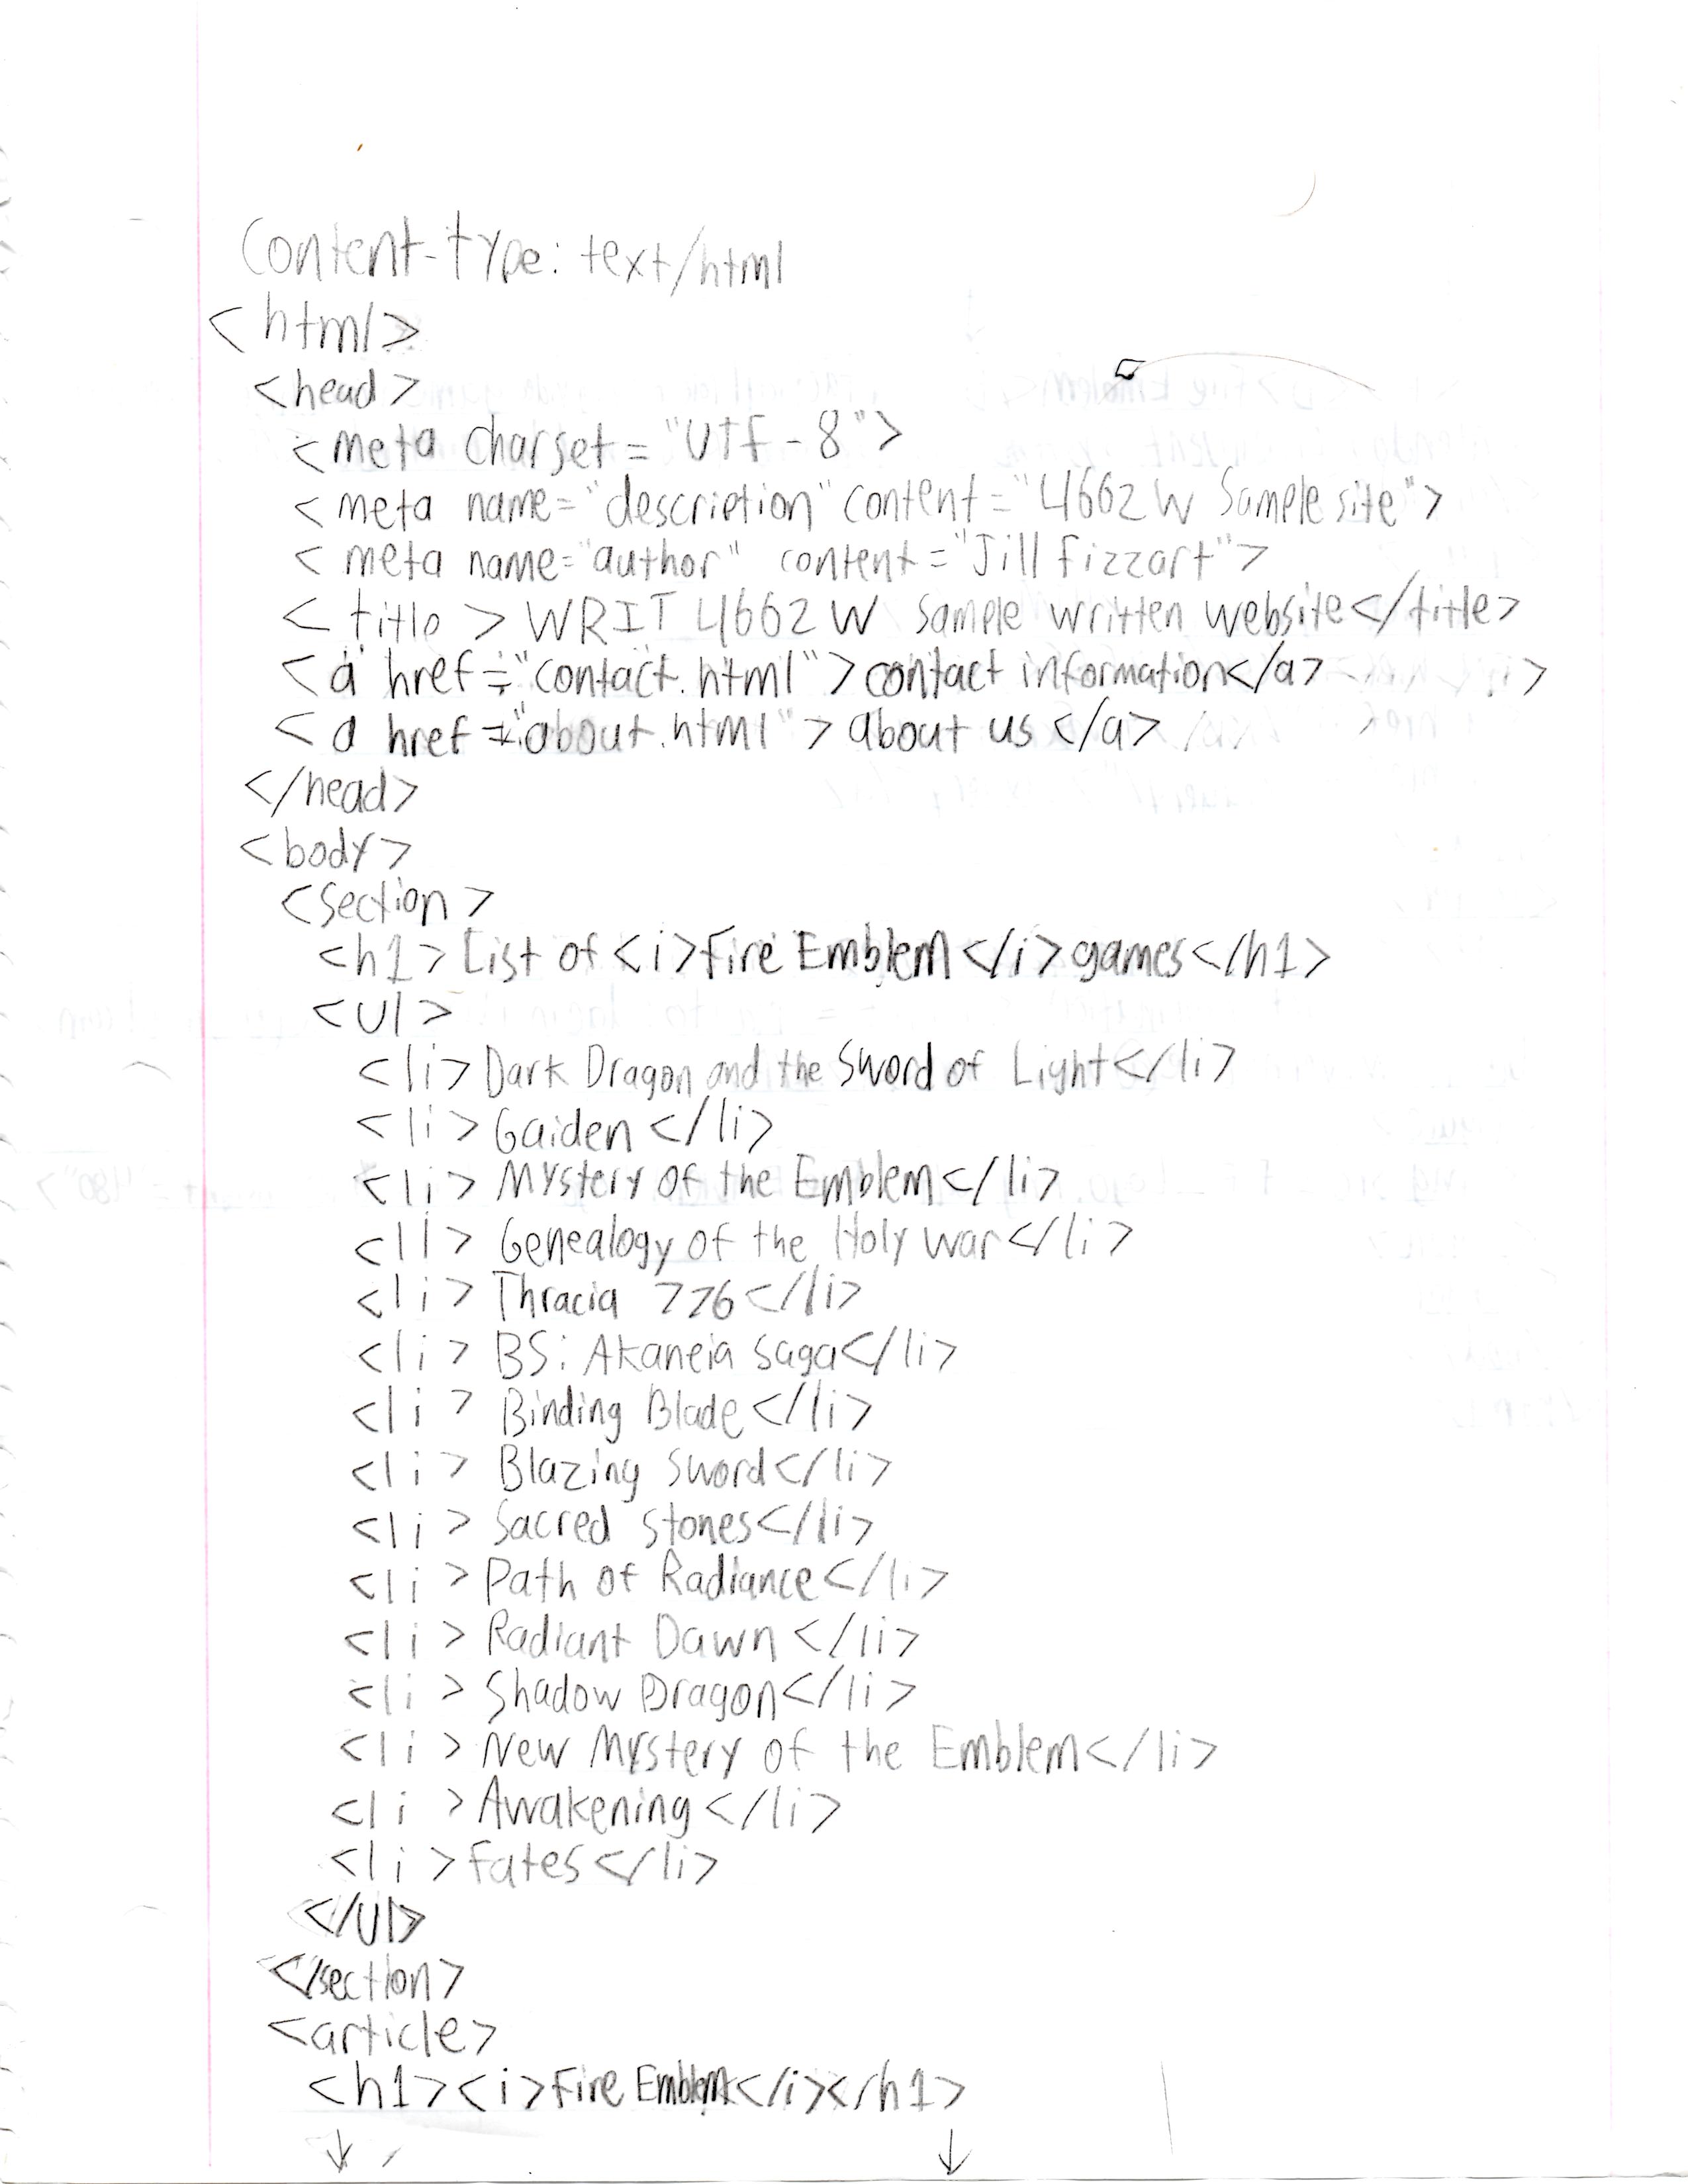 Content-type: text/html
<html>
<head>
<meta charset="UTF-8">
<meta name="description" content="4662W Sample site">
<meta name="author" content="Jill Fizzart">
<title>WRIT 4662W sample written website</title>
<a href="contact.html">contact information</a> >
<a href="about.html">about us</a>
</head>
<body>
<section>
<h1>List of <i>Fire Emblem</i>games</h1>
<ul>
<li>Dark Dragon and the Sword of Light</li>
<li>Gaiden</li>
<li>Mystery of the Emblem</li>
<li>Genealogy of the Holy War</li>
<li>Thracia 776</li>
<li>BS: Akaneia Saga</li>
<li>Binding Blade</li>
<li>Blazing Sword</li>
<li>Sacred Stones</li>
<li>Path of Radiance</li>
<li>Radiant Dawn</li>
<li>Shadow Dragon</li>
<li>New Mystery of the Emblem</li>
<li>Awakening</li>
<li>Fates</li>
</ul>
</section>
<article>
<h1><i>Fire Emblem</i></h1>